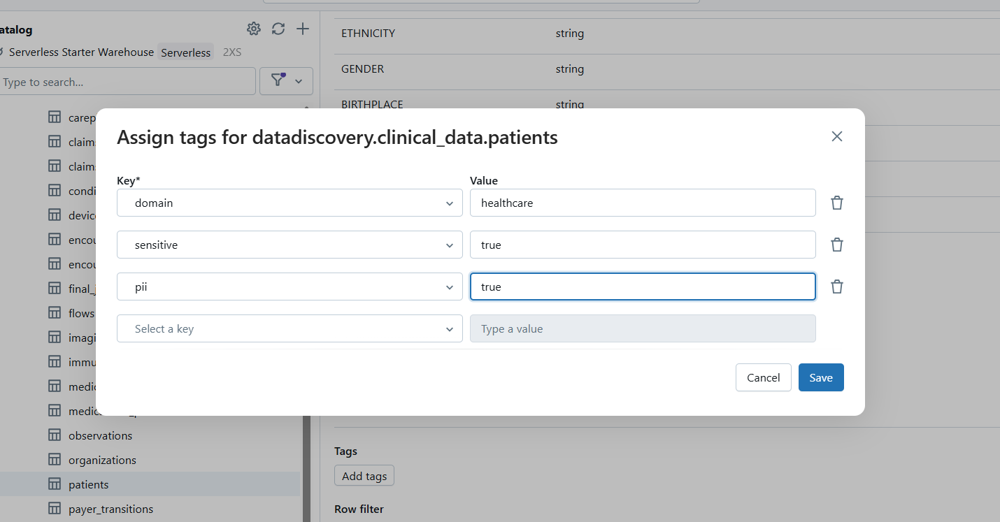 atalog
Serverless Starter Warehouse Serverless 2XS
Type to search...
carep
claim
claim
condi
devic
encou
encou
final_j
flows
imagi
immu
medic
medic
observations
organizations
patients
payer_transitions
ETHNICITY string
GENDER string
BIRTHPLACE string
Assign tags for datadiscovery.clinical_data.patients
Key* Value
domain healthcare
sensitive true
pii true
Select a key Type a value
Cancel Save
Tags
Add tags
Row filter